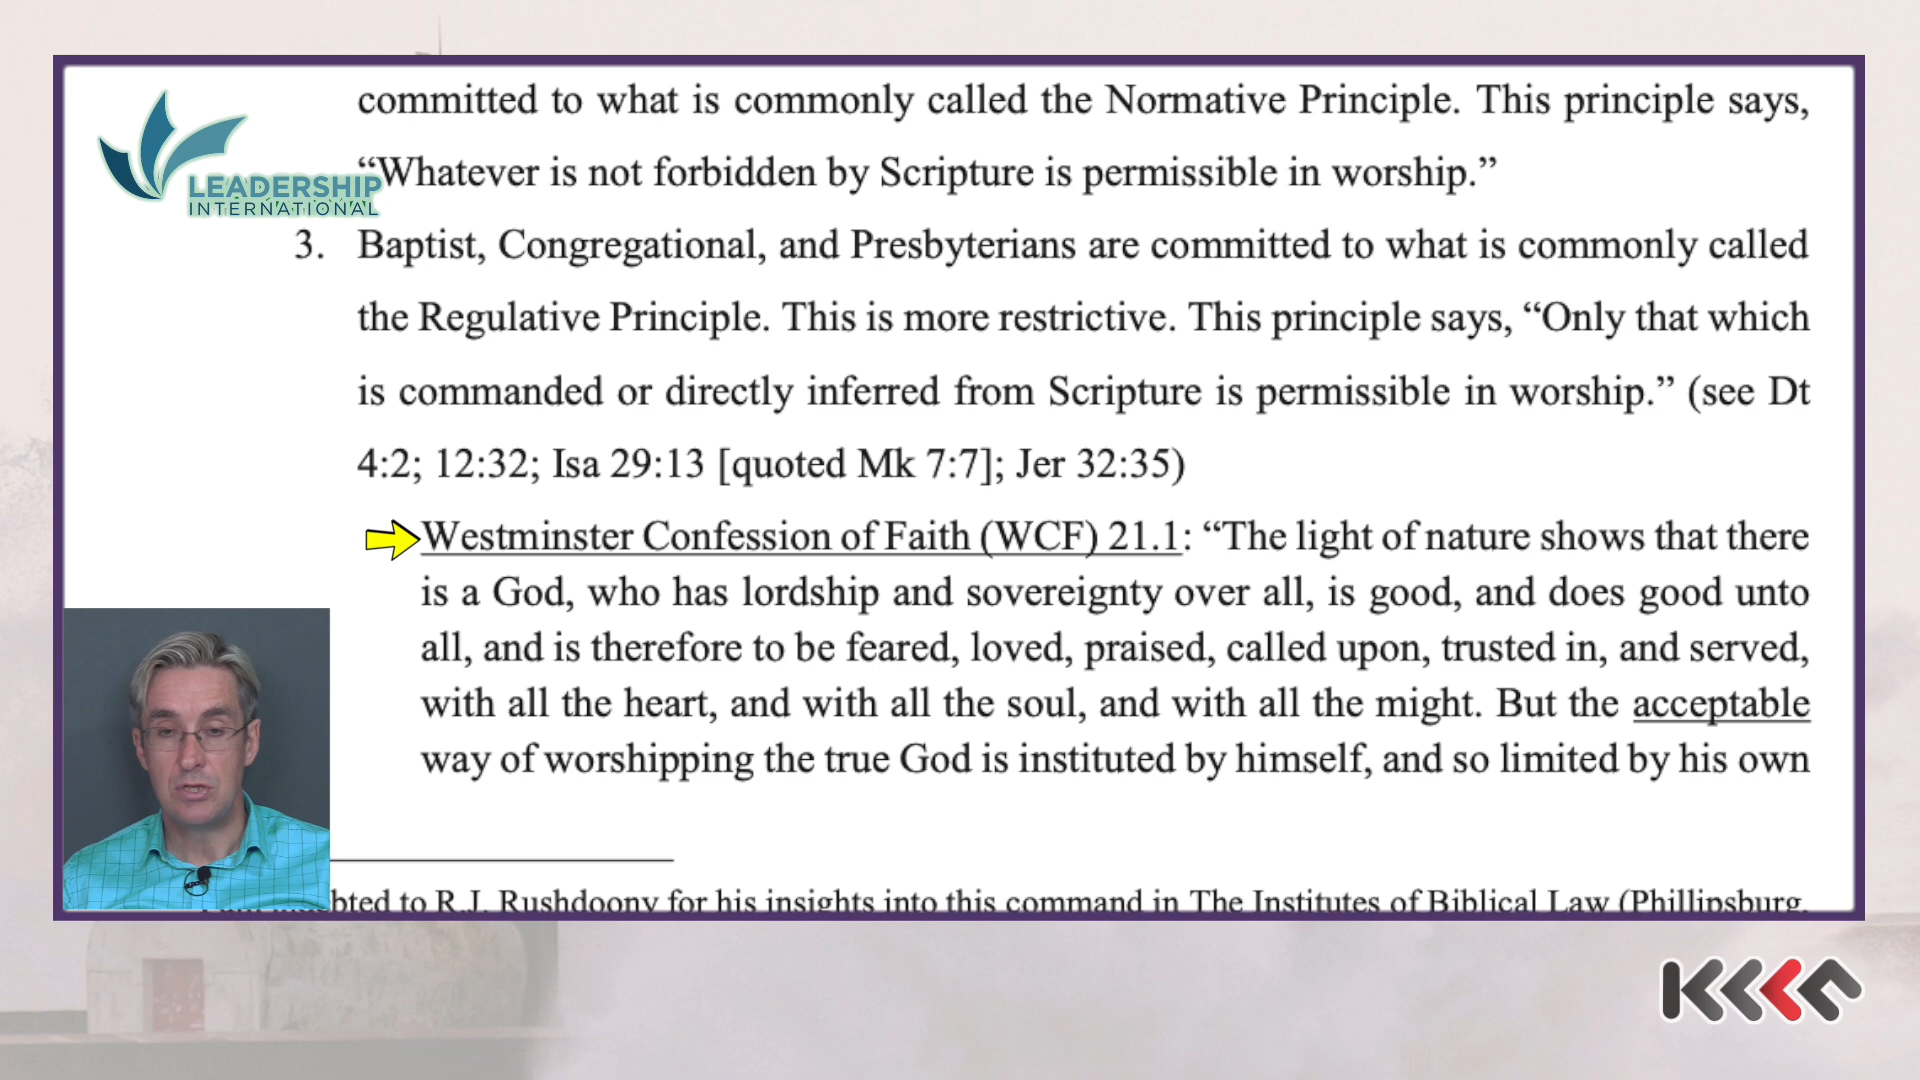 committed to what is commonly called the Normative Principle. This principle says,
“Whatever is not forbidden by Scripture is permissible in worship.”
LEADERSHIP
INTERNATIONAL
3. Baptist, Congregational, and Presbyterians are committed to what is commonly called
the Regulative Principle. This is more restrictive. This principle says, “Only that which
is commanded or directly inferred from Scripture is permissible in worship.” (see Dt
4:2; 12:32; Isa 29:13 [quoted Mk 7:7]; Jer 32:35)
Westminster Confession of Faith (WCF) 21.1: “The light of nature shows that there
is a God, who has lordship and sovereignty over all, is good, and does good unto
all, and is therefore to be feared, loved, praised, called upon, trusted in, and served,
with all the heart, and with all the soul, and with all the might. But the acceptable
way of worshipping the true God is instituted by himself, and so limited by his own
to R.J. Rushdoony for his insights into this command in The Institutes of Biblical Law (Phillipsburg,